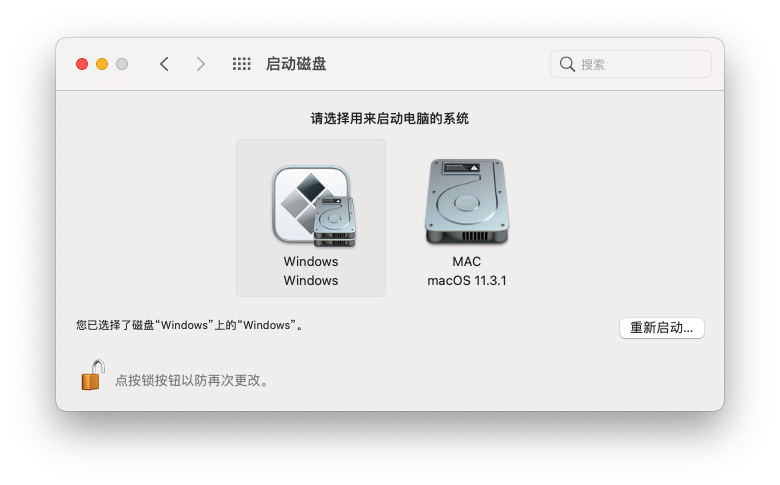 启动磁盘
搜索
请选择用来启动电脑的系统
Windows
Windows
MAC
macOS 11.3.1
您已选择了磁盘“Windows”上的“Windows”。
重新启动...
点按锁按钮以防再次更改。